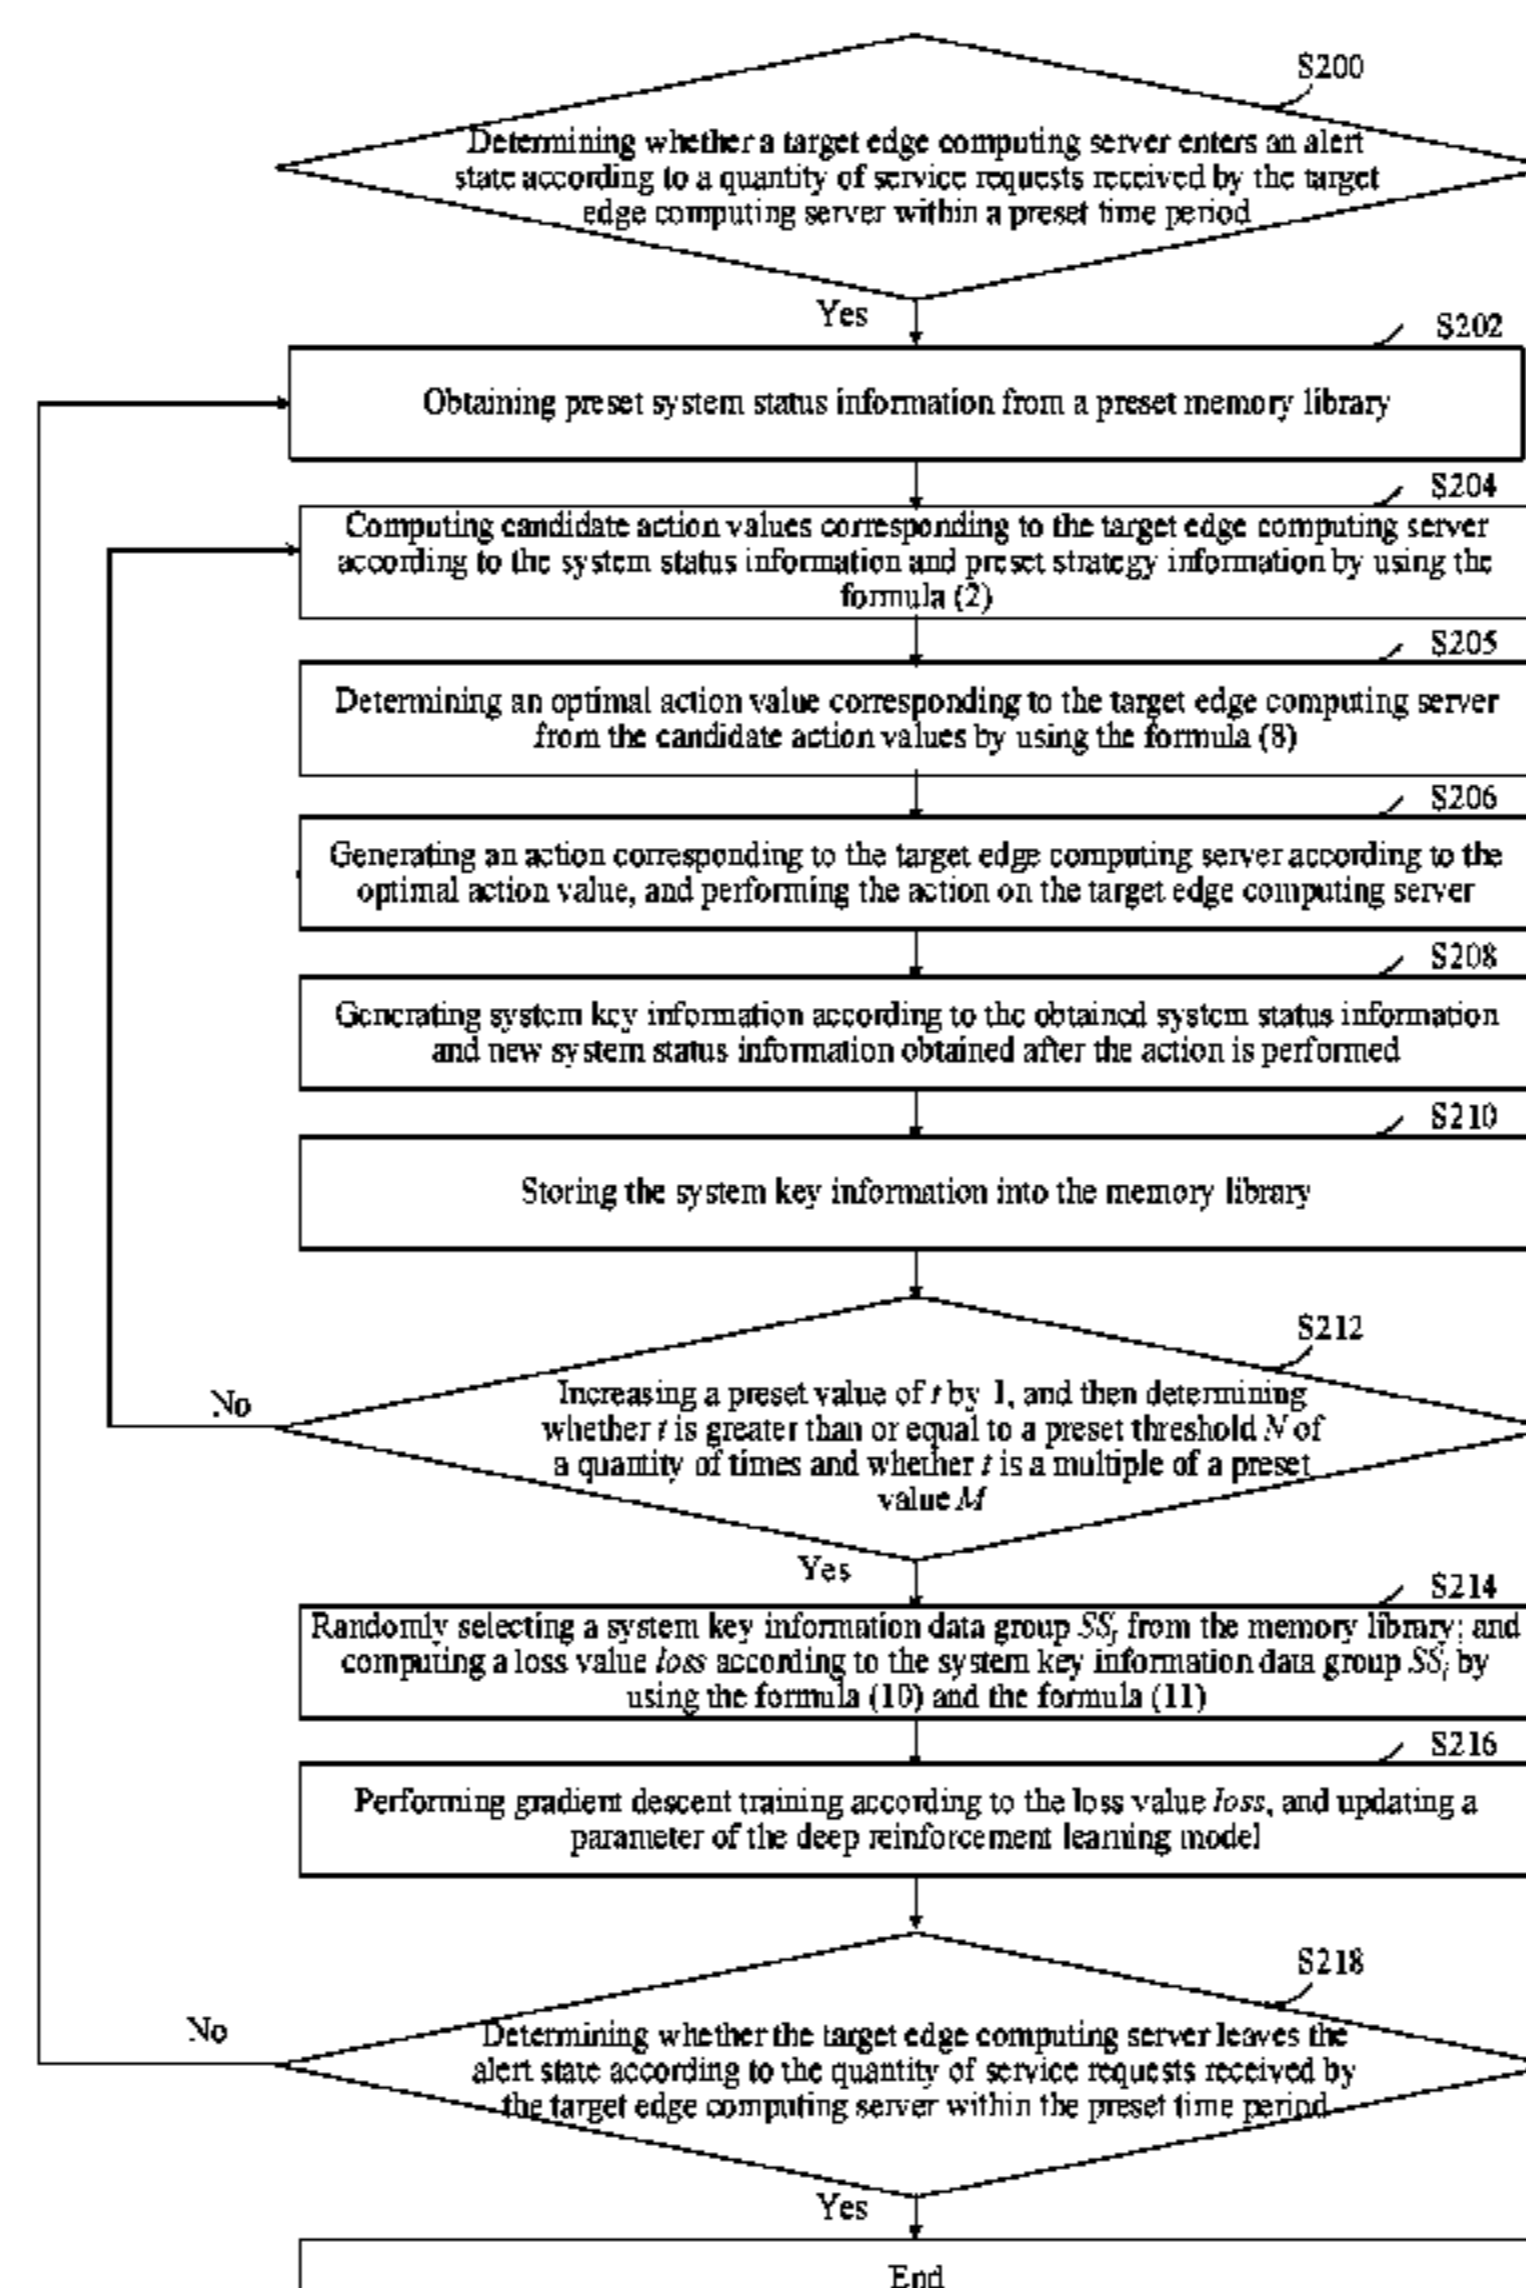 S200
Determining whether a target edge computing server enters an alert
state according to a quantity of service requests received by the target
edge computing server within a preset time period
Yes
S202
Obtaining preset system status information from a preset memory library
S204
Computing candidate action values corresponding to the target edge computing server
according to the system status information and preset strategy information by using the
formula (2)
S205
Determining an optimal action value corresponding to the target edge computing server
from the candidate action values by using the formula (8)
S206
Generating an action corresponding to the target edge computing server according to the
optimal action value, and performing the action on the target edge computing server
S208
Generating system key information according to the obtained system status information
and new system status information obtained after the action is performed
S210
Storing the system key information into the memory library
S212
No
Increasing a preset value of t by 1, and then determining
whether t is greater than or equal to a preset threshold N of
a quantity of times and whether t is a multiple of a preset
value M
Yes
S214
Randomly selecting a system key information data group SSj from the memory library; and
computing a loss value loss according to the system key information data group SSj by
using the formula (10) and the formula (11)
S216
Performing gradient descent training according to the loss value loss, and updating a
parameter of the deep reinforcement learning model
S218
No
Determining whether the target edge computing server leaves the
alert state according to the quantity of service requests received by
the target edge computing server within the preset time period
Yes
End